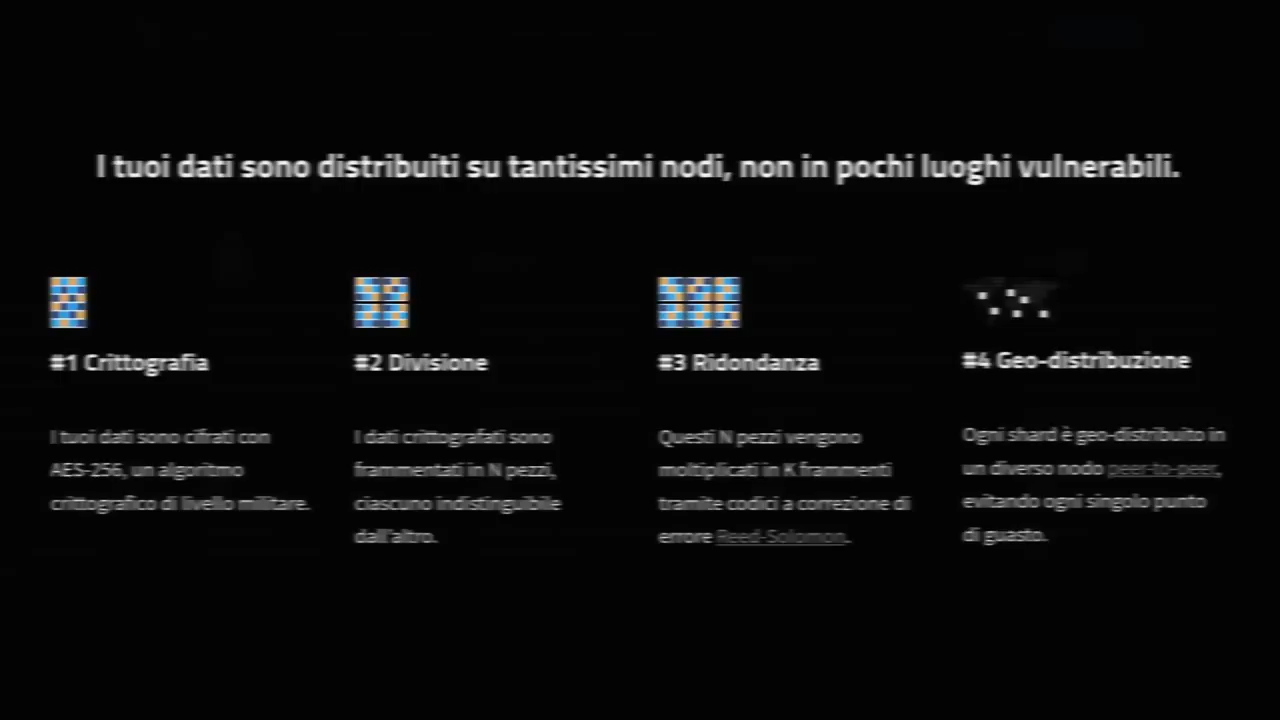 I tuoi dati sono distribuiti su tantissimi nodi, non in pochi luoghi vulnerabili.
#1 Crittografia
I tuoi dati sono cifrati con
AES-256, un algoritmo
crittografico di livello militare.
#2 Divisione
I dati crittografati sono
frammentati in N pezzi,
ciascuno indistinguibile
dall'altro.
#3 Ridondanza
Questi N pezzi vengono
moltiplicati in K frammenti
tramite codici a correzione di
errore Reed-Solomon.
#4 Geo-distribuzione
Ogni shard è geo-distribuito in
un diverso nodo peer-to-peer,
evitando ogni singolo punto
di guasto.